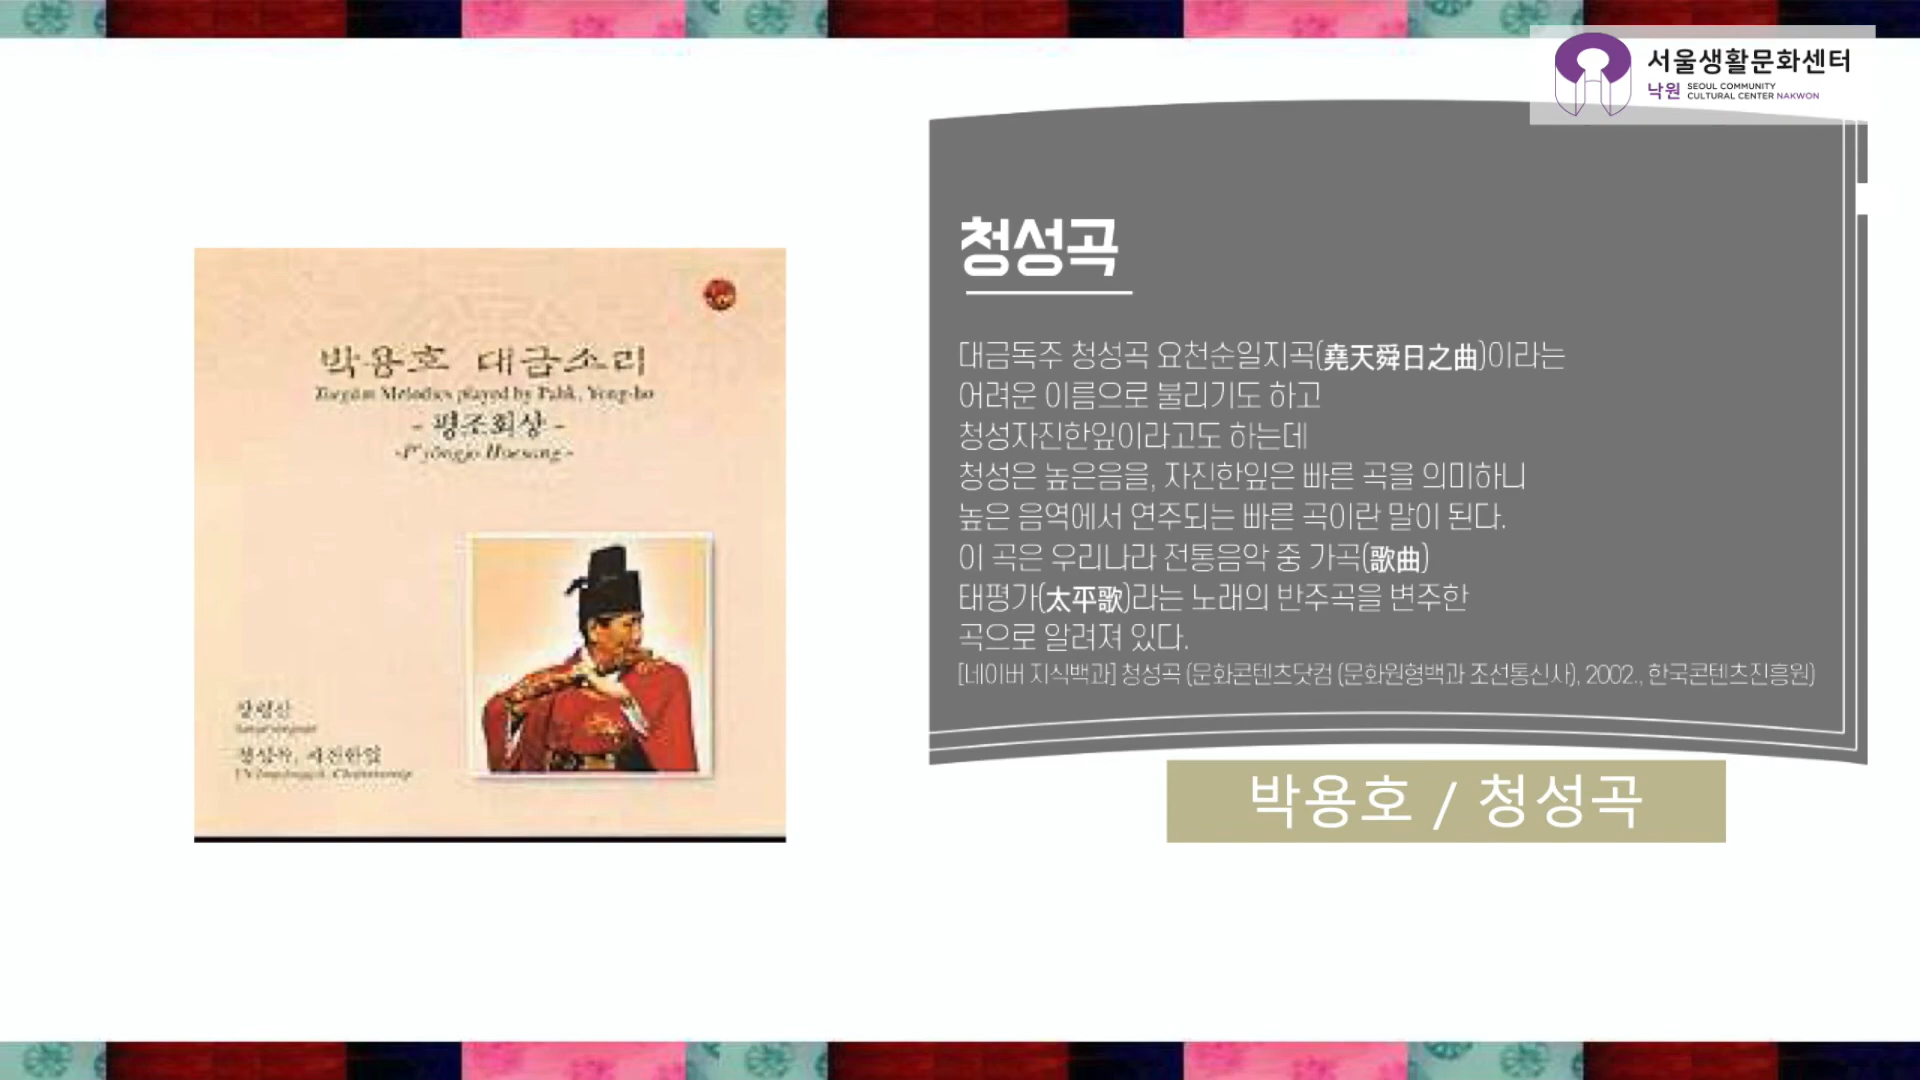 서울생활문화센터
낙원 SEOUL COMMUNITY
CULTURAL CENTER NAKWON
박용호 대금소리
Taegŭm Melodies played by Pahk, Yong-ho
- 평조회상 -
-P'yŏngjo Hoesang-
청성곡, 자진한잎
청성곡
대금독주 청성곡 요천순일지곡(堯天舜日之曲)이라는
어려운 이름으로 불리기도 하고
청성자진한잎이라고도 하는데
청성은 높은음을, 자진한잎은 빠른 곡을 의미하니
높은 음역에서 연주되는 빠른 곡이란 말이 된다.
이 곡은 우리나라 전통음악 중 가곡(歌曲)
태평가(太平歌)라는 노래의 반주곡을 변주한
곡으로 알려져 있다.
[네이버 지식백과] 청성곡 (문화콘텐츠닷컴 (문화원형백과 조선통신사), 2002., 한국콘텐츠진흥원)
박용호 / 청성곡